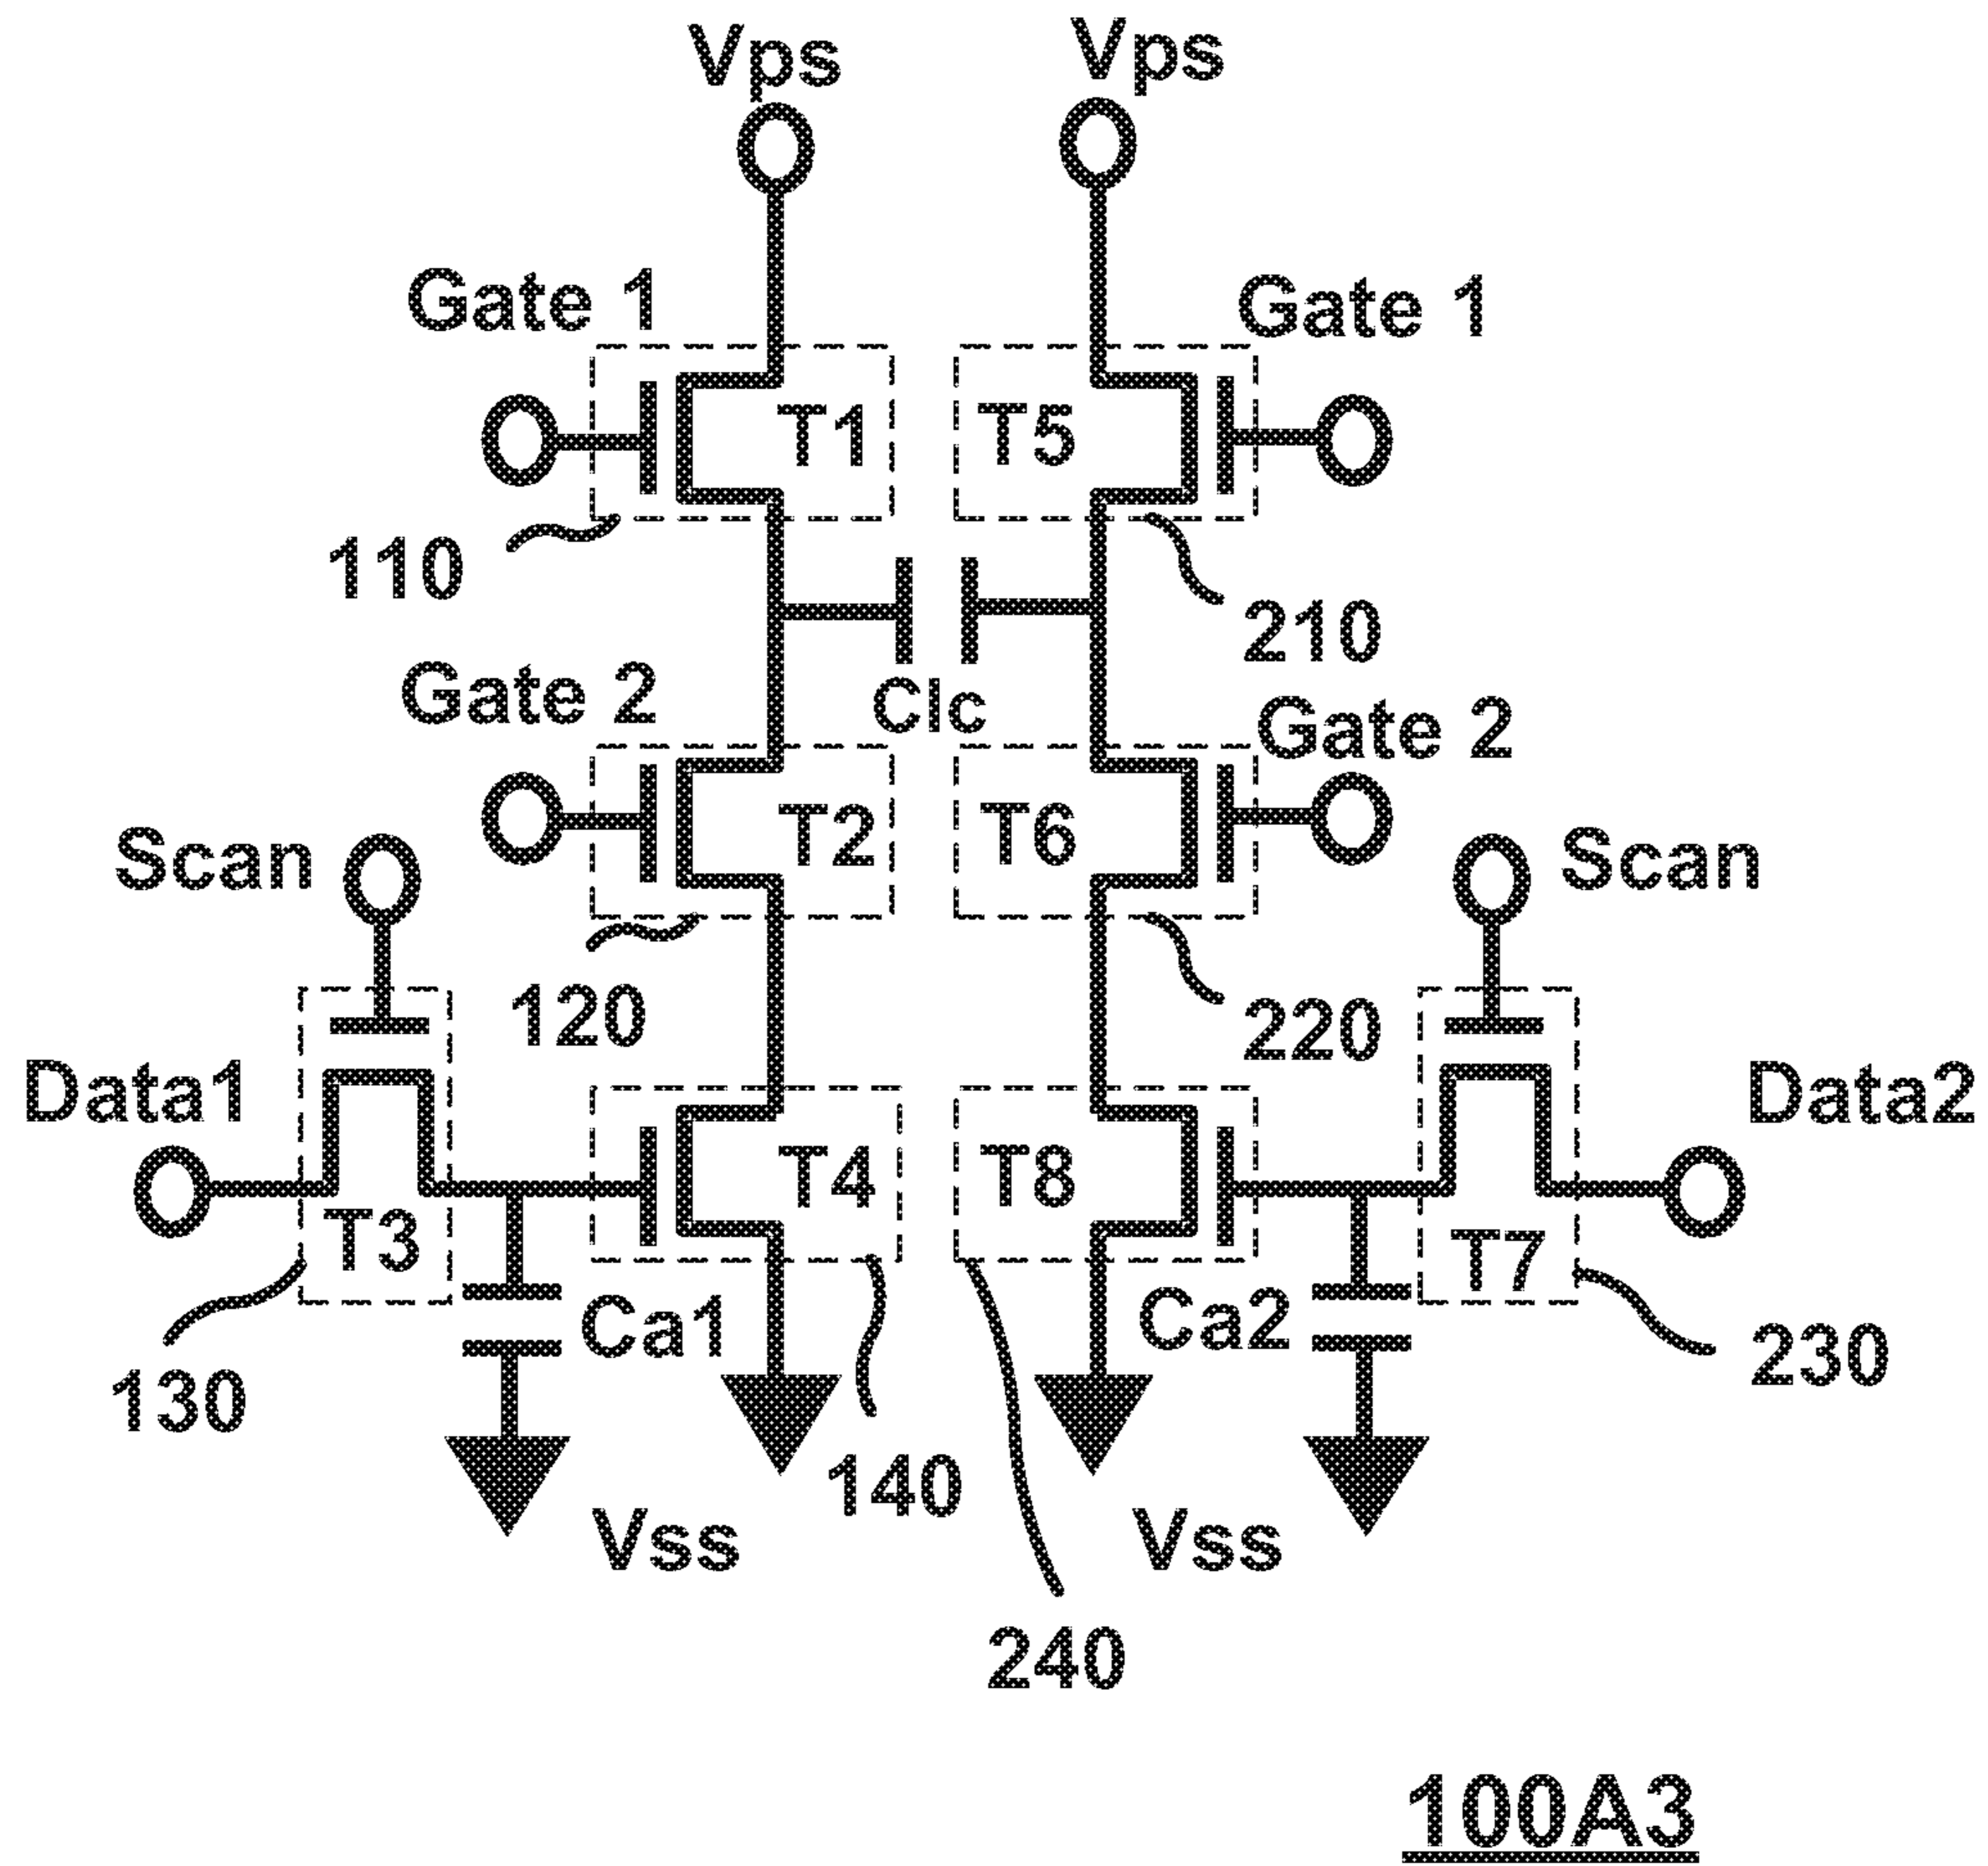 Vps Vps
Gate 1 Gate 1
T1 T5
110 210
Clc
Gate 2 Gate 2
T2 T6
Scan Scan
120 220
Data1 Data2
T4 T8
T3 T7
Ca1 Ca2
130 230
140
Vss Vss
240
100A3